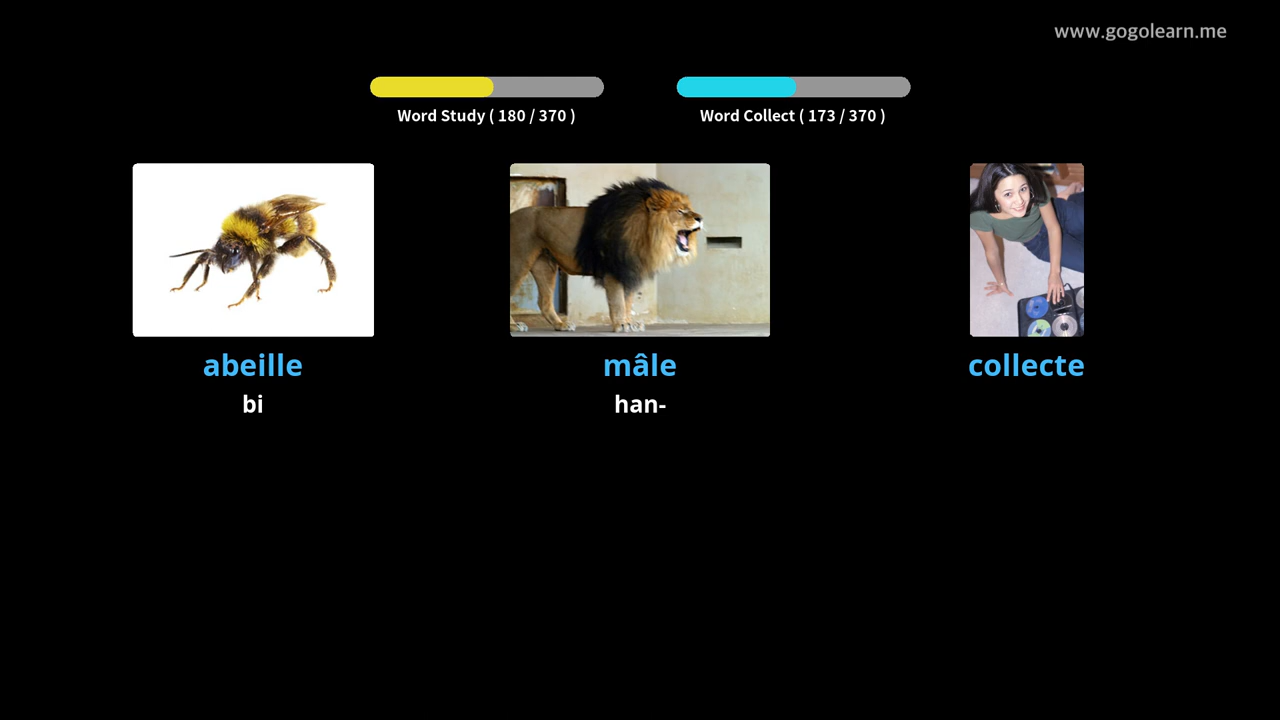 www.gogolearn.me
Word Study ( 180 / 370 )
Word Collect ( 173 / 370 )
abeille
bi
mâle
han-
collecte